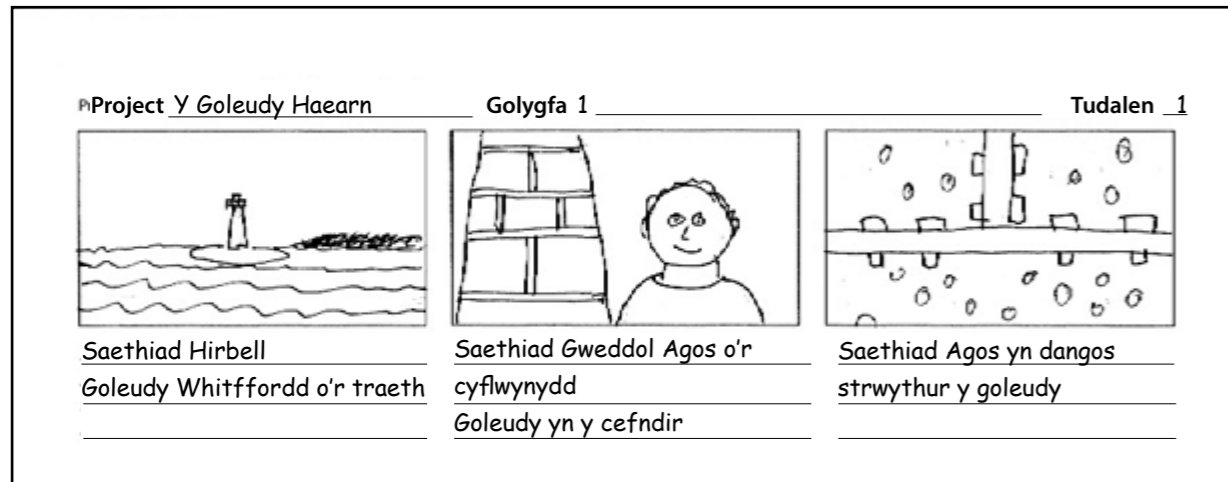 Project Y Goleudy Haearn Golygfa 1 Tudalen 1
Saethiad Hirbell
Goleudy Whitffordd o'r traeth
Saethiad Gweddol Agos o'r
cyflwynydd
Goleudy yn y cefndir
Saethiad Agos yn dangos
strwythur y goleudy